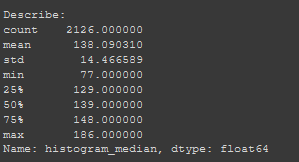 Describe:
count    2126.000000
mean      138.090310
std        14.466589
min        77.000000
25%       129.000000
50%       139.000000
75%       148.000000
max       186.000000
Name: histogram_median, dtype: float64